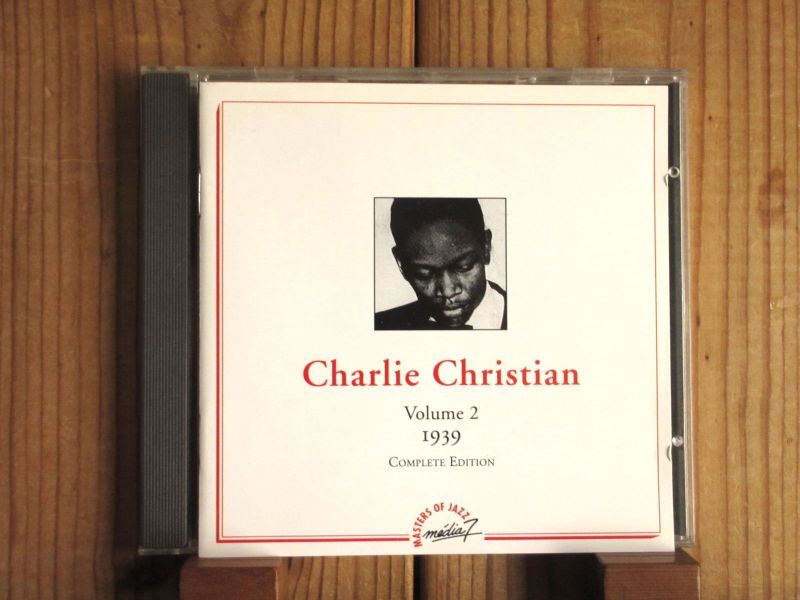 Charlie Christian
Volume 2
1939
Complete Edition
MASTERS OF JAZZ
média 7